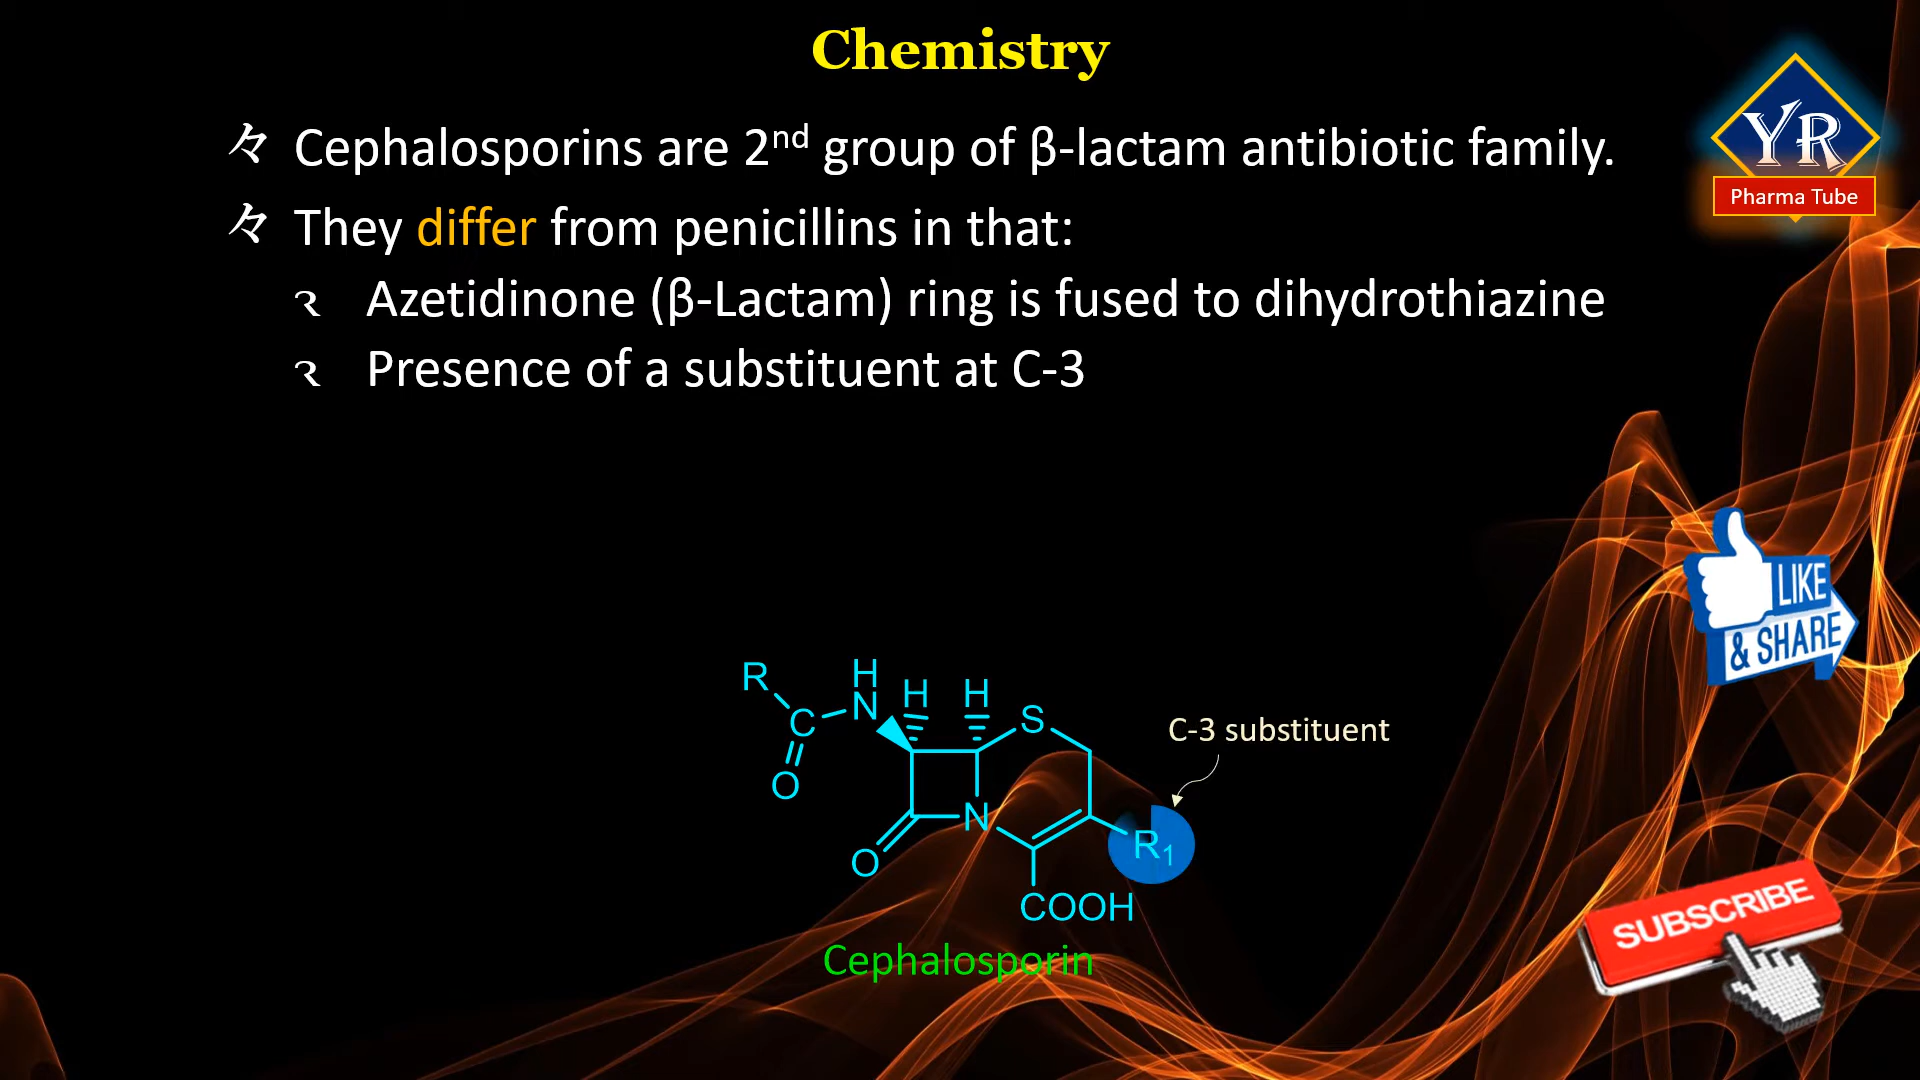 Chemistry
々 Cephalosporins are 2nd group of β-lactam antibiotic family.
YR
Pharma Tube
々 They differ from penicillins in that:
Azetidinone (β-Lactam) ring is fused to dihydrothiazine
Presence of a substituent at C-3
LIKE
& SHARE
R
H
N
H
H
S
C
O
C-3 substituent
N
R1
O
COOH
SUBSCRIBE
Cephalosporin